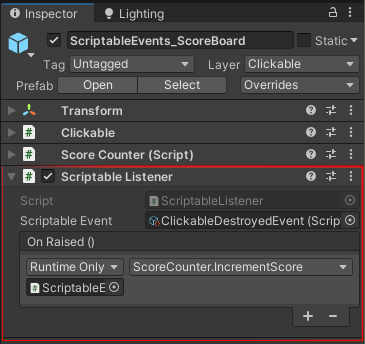 Inspector Lighting
ScriptableEvents_ScoreBoard Static
Tag Untagged Layer Clickable
Prefab Open Select Overrides
Transform
Clickable
Score Counter (Script)
Scriptable Listener
Script ScriptableListener
Scriptable Event ClickableDestroyedEvent (Scrip
On Raised ()
Runtime Only ScoreCounter.IncrementScore
ScriptableE
+ −